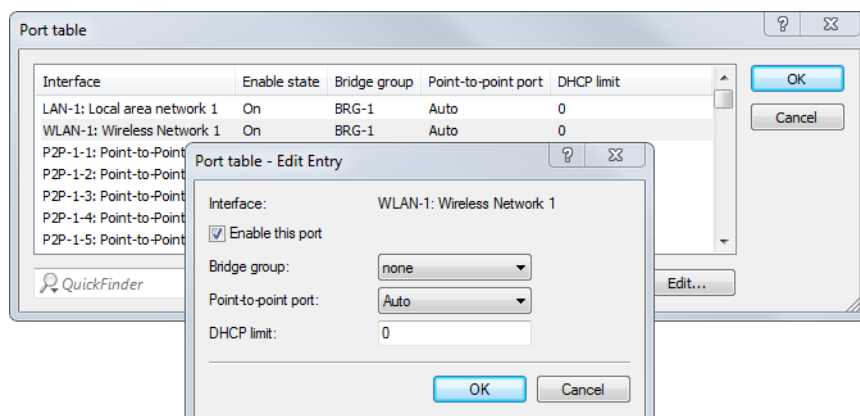 Port table
Interface Enable state Bridge group Point-to-point port DHCP limit
LAN-1: Local area network 1 On BRG-1 Auto 0
WLAN-1: Wireless Network 1 On BRG-1 Auto 0
P2P-1-1: Point-to-Point
P2P-1-2: Point-to-Point
P2P-1-3: Point-to-Point
P2P-1-4: Point-to-Point
P2P-1-5: Point-to-Point
QuickFinder
Edit...
OK
Cancel
Port table - Edit Entry
Interface: WLAN-1: Wireless Network 1
Enable this port
Bridge group: none
Point-to-point port: Auto
DHCP limit: 0
OK Cancel